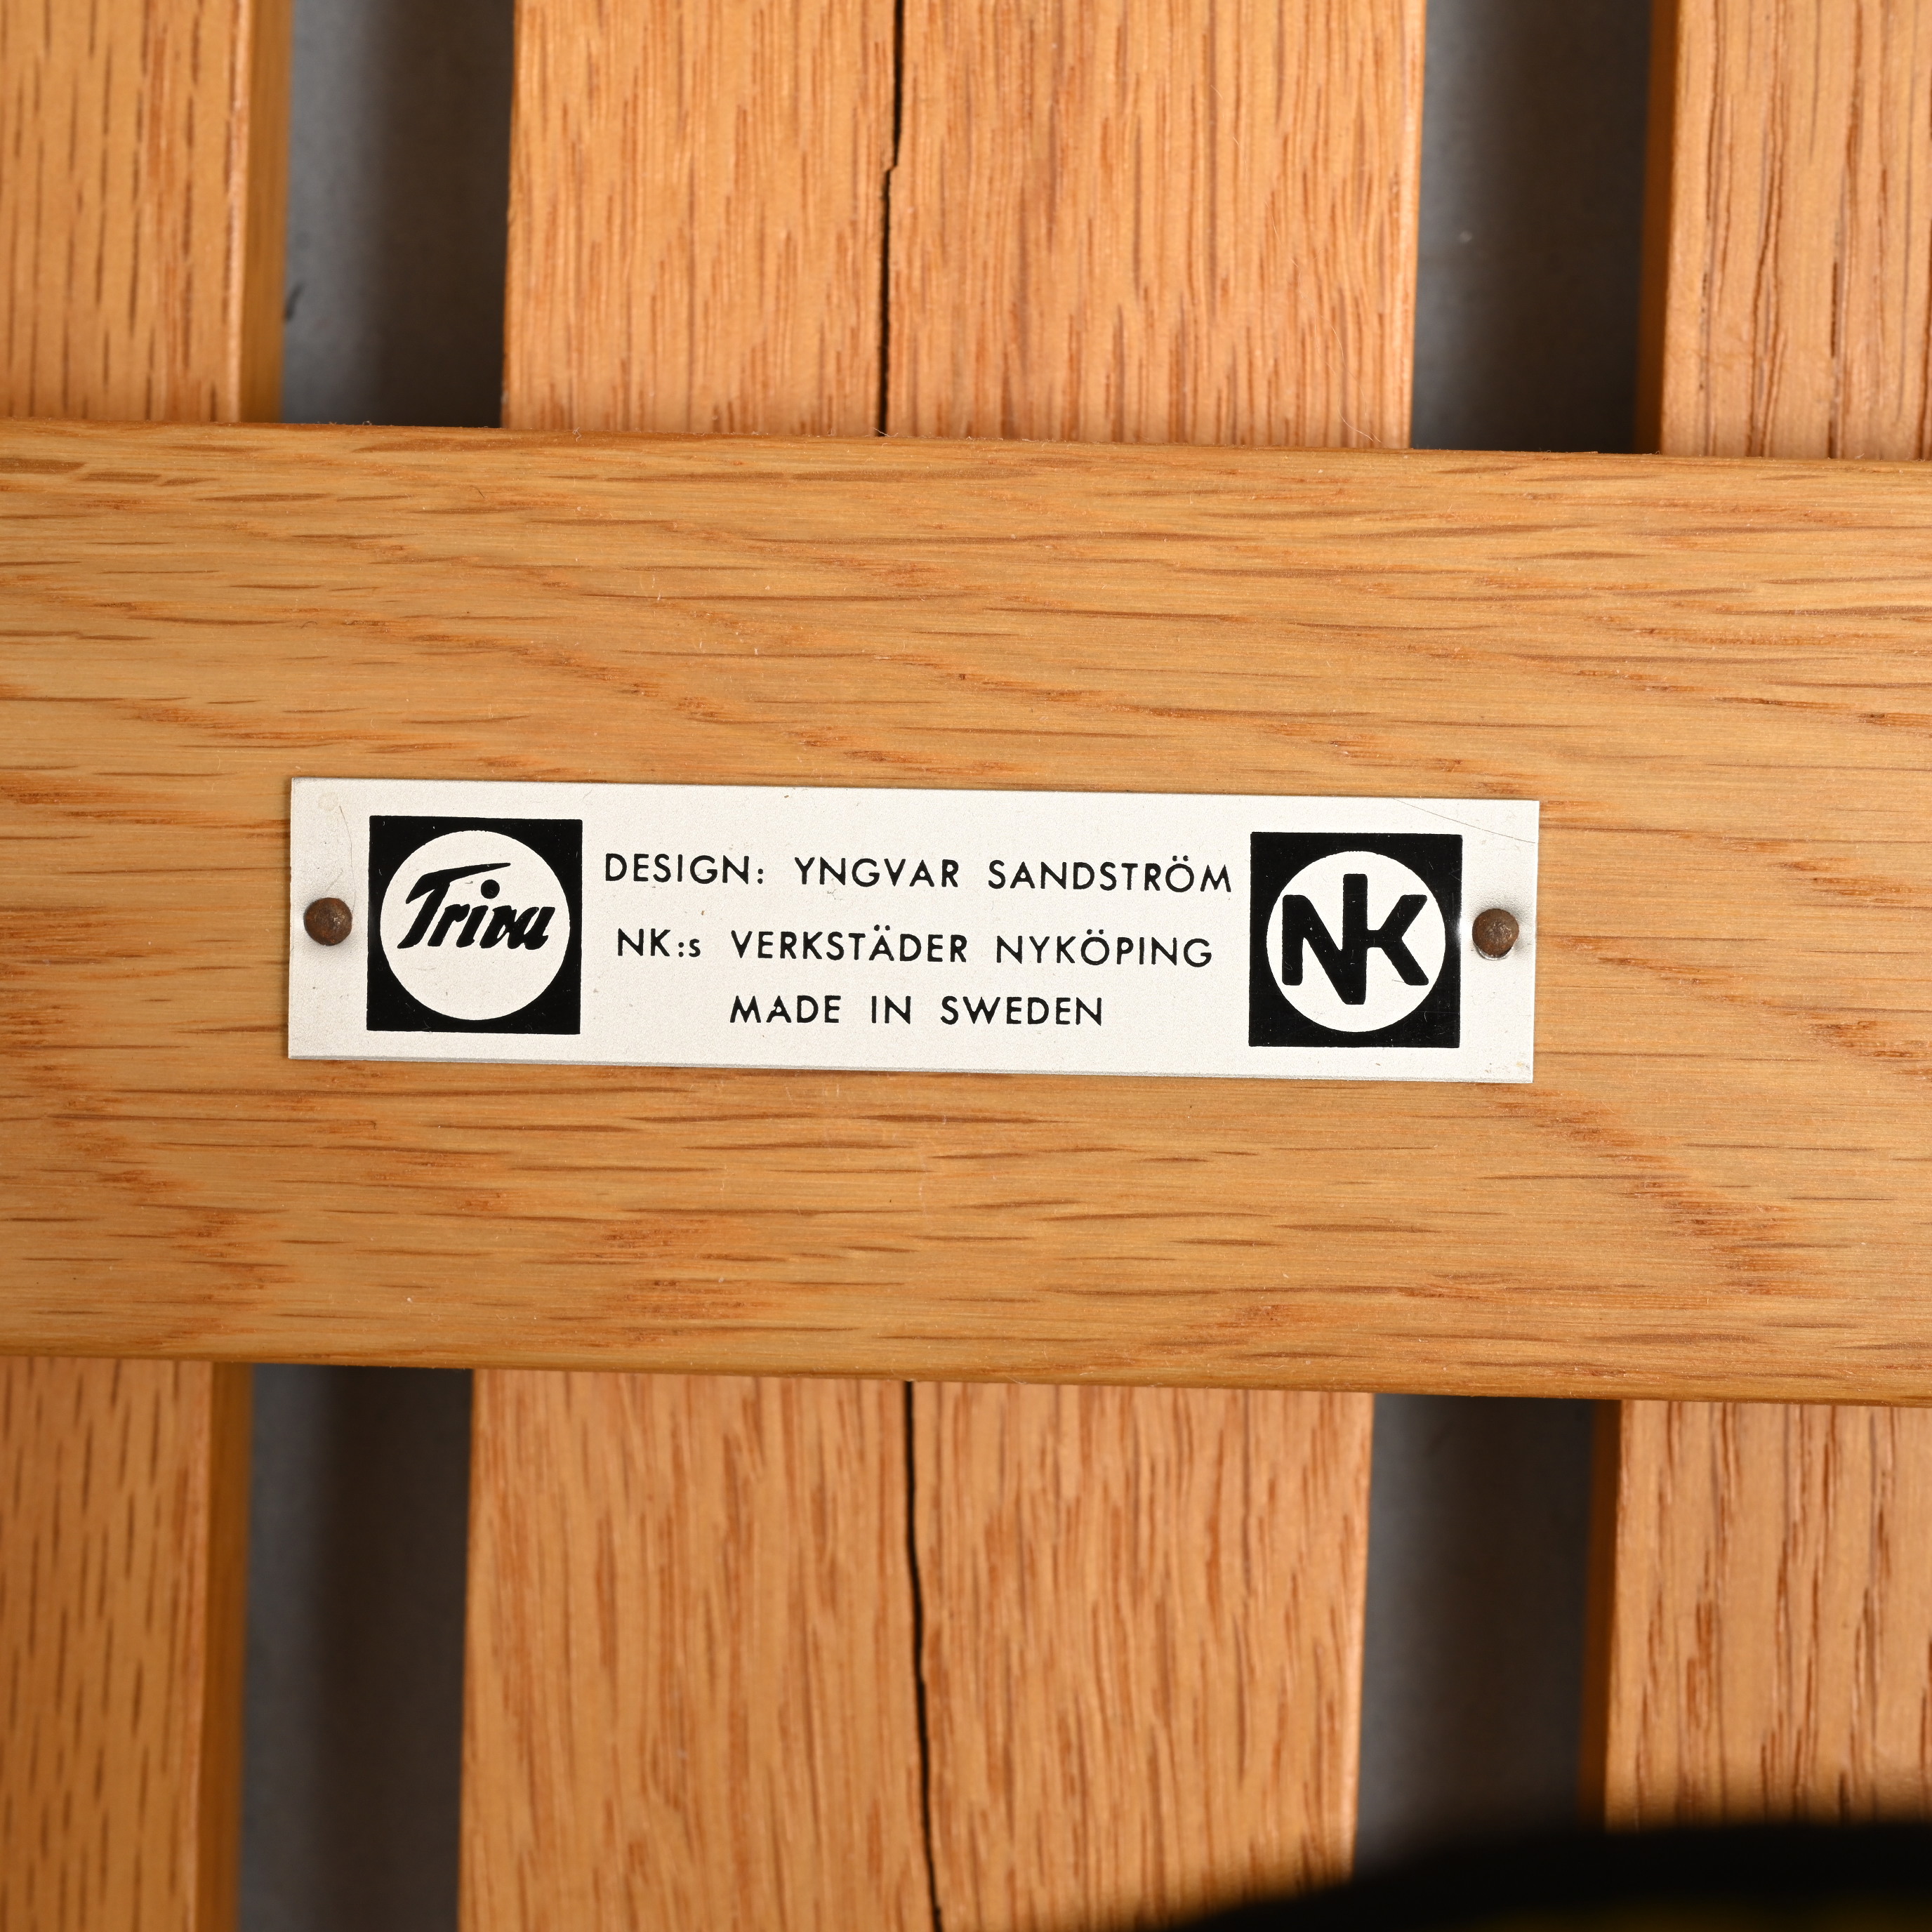 Triva
DESIGN: YNGVAR SANDSTRÖM
NK:s VERKSTÄDER NYKÖPING
MADE IN SWEDEN
NK